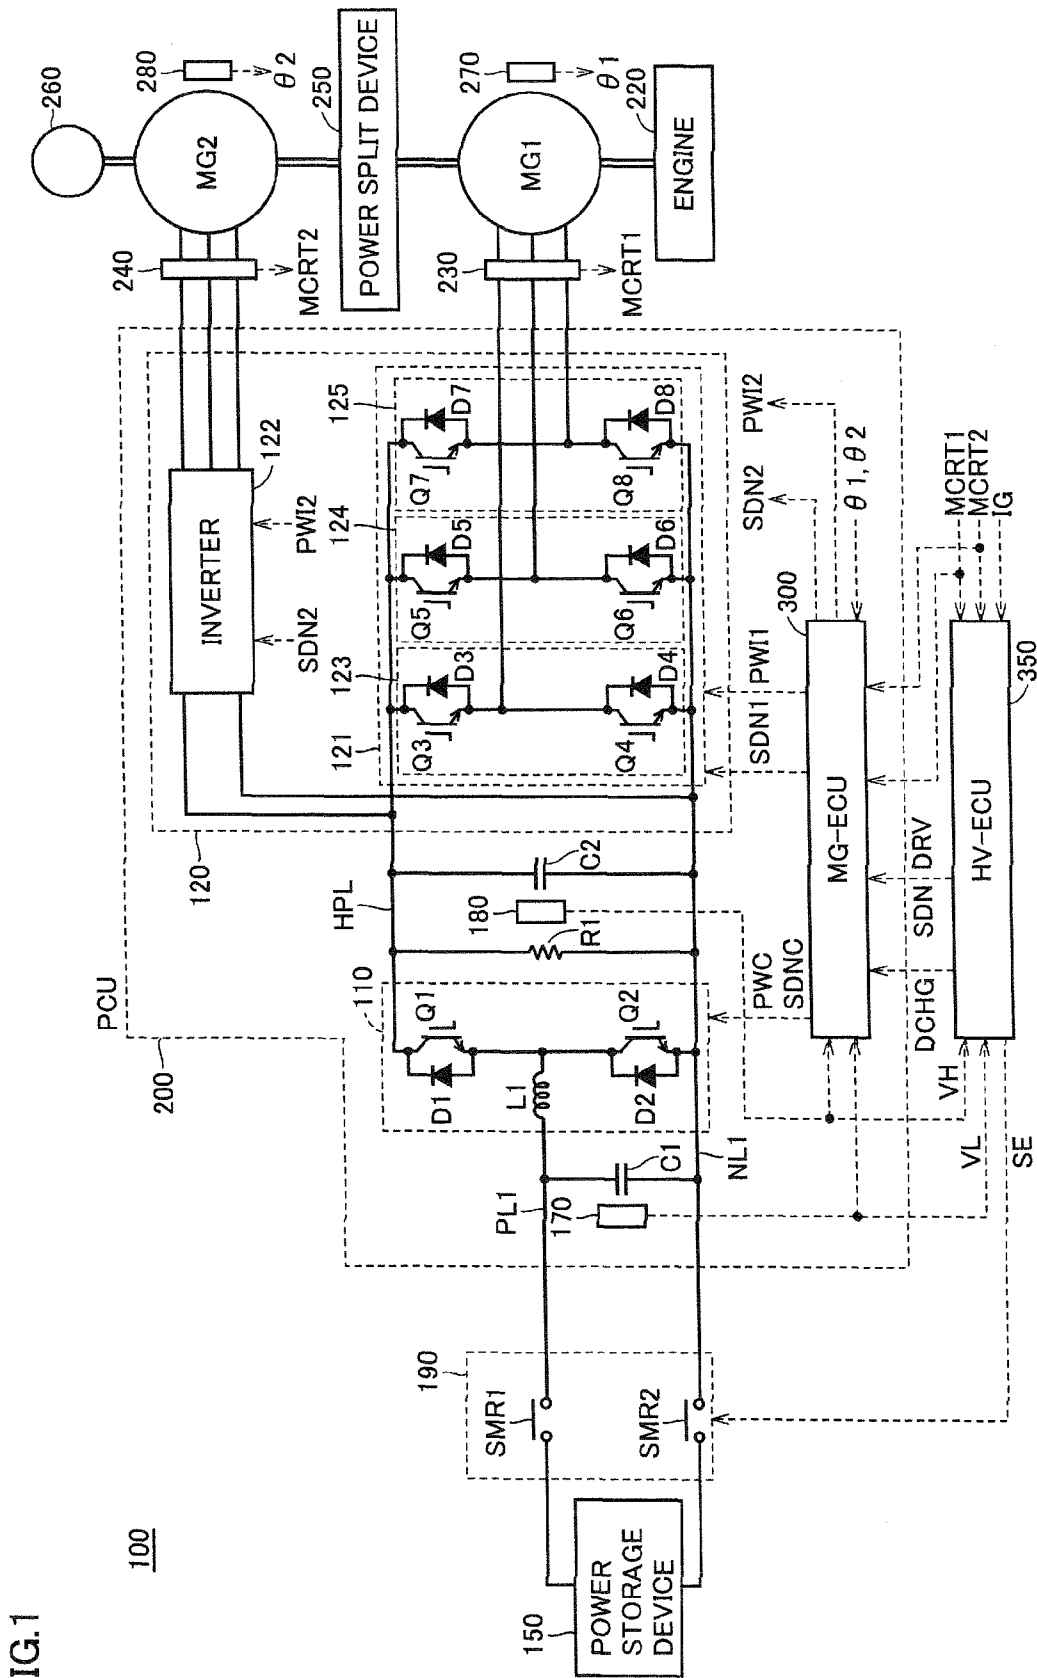 IG.1
100
200
PCU
120
122
INVERTER
SDN2
PWI2
240
MCRT2
MG2
260
280
θ2
250
POWER SPLIT DEVICE
230
MCRT1
MG1
270
θ1
220
ENGINE
121
123
124
125
Q3
D3
Q5
D5
Q7
D7
Q4
D4
Q6
D6
Q8
D8
HPL
180
C2
R1
110
Q1
D1
L1
Q2
D2
PL1
170
C1
NL1
190
SMR1
SMR2
150
POWER
STORAGE
DEVICE
PWC
SDNC
SDN1
PWI1
SDN2
PWI2
300
MG-ECU
θ1, θ2
DCHG
SDN
DRV
MCRT1
MCRT2
IG
HV-ECU
350
VH
VL
SE